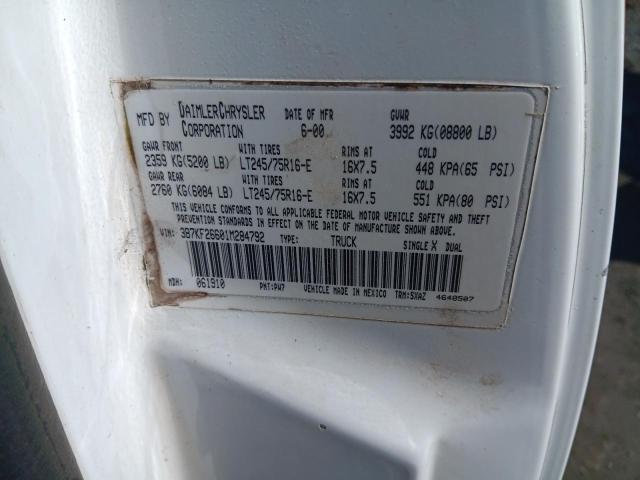 MFD BY DAIMLERCHRYSLER CORPORATION DATE OF MFR 6-00 GVWR 3992 KG(08800 LB)
GAWR FRONT WITH TIRES RIMS AT COLD
2359 KG(5200 LB) LT245/75R16-E 16X7.5 448 KPA(65 PSI)
GAWR REAR WITH TIRES RIMS AT COLD
2760 KG(6084 LB) LT245/75R16-E 16X7.5 551 KPA(80 PSI)
THIS VEHICLE CONFORMS TO ALL APPLICABLE FEDERAL MOTOR VEHICLE SAFETY AND THEFT
PREVENTION STANDARDS IN EFFECT ON THE DATE OF MANUFACTURE SHOWN ABOVE.
VIN: 3B7KF26601M284792 TYPE: TRUCK SINGLE X DUAL
MDH: 061910 PNT:PW7 VEHICLE MADE IN MEXICO TRM:SXAZ 4648507